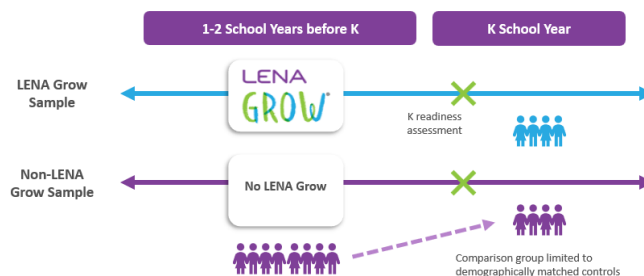 1-2 School Years before K
K School Year
LENA Grow
Sample
LENA
GROW®
K readiness
assessment
Non-LENA
Grow Sample
No LENA Grow
Comparison group limited to
demographically matched controls